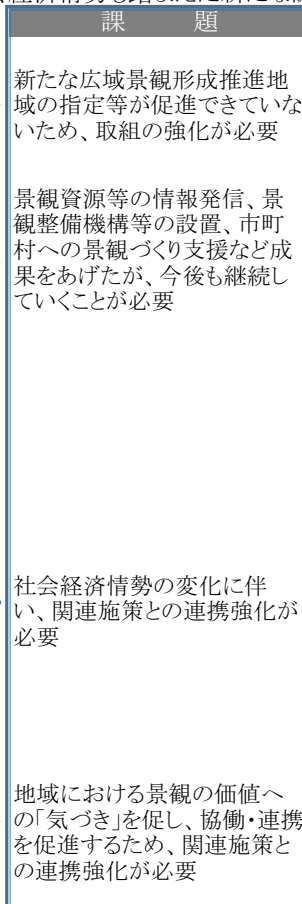 課題
新たな広域景観形成推進地
域の指定等が促進できていな
いため、取組の強化が必要
景観資源等の情報発信、景
観整備機構等の設置、市町
村への景観づくり支援など成
果をあげたが、今後も継続し
ていくことが必要
社会経済情勢の変化に伴
い、関連施策との連携強化が
必要
地域における景観の価値へ
の「気づき」を促し、協働・連携
を促進するため、関連施策と
の連携強化が必要